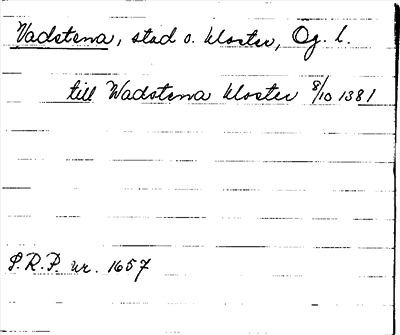 Vadstena, stad o. kloster, Ög. l.
till Wadstena kloster 8/10 1381
S.R.P. nr. 1657